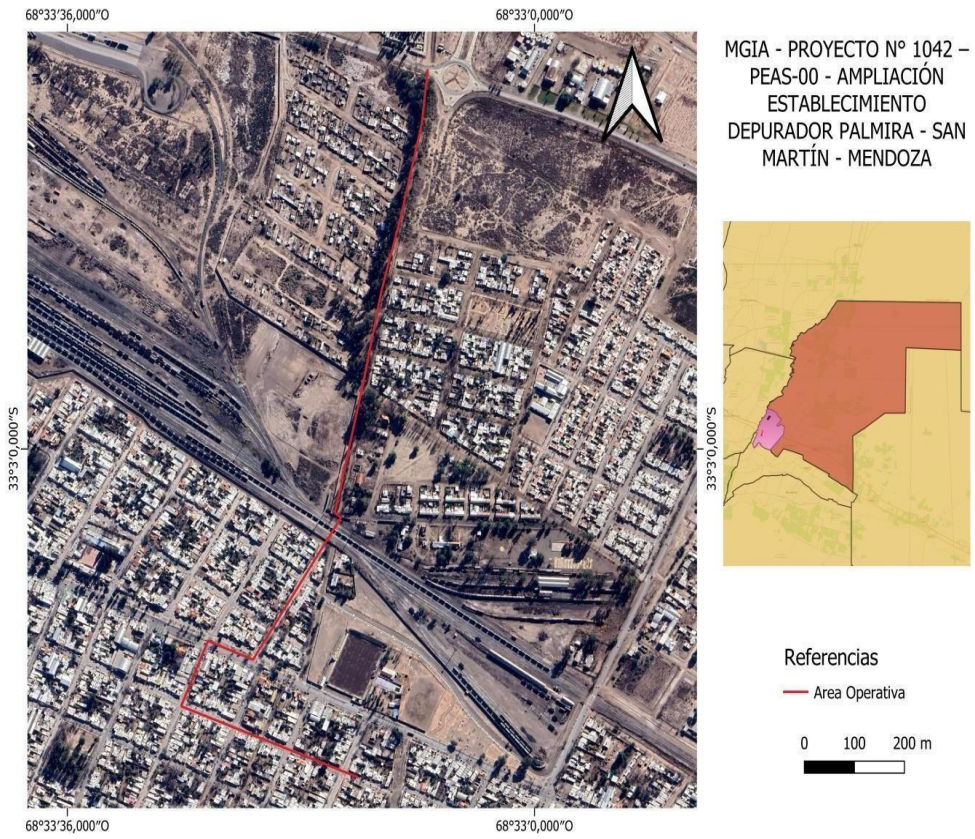 68°33'36,000"O
68°33'0,000"O
MGIA - PROYECTO N° 1042 –
PEAS-00 - AMPLIACIÓN
ESTABLECIMIENTO
DEPURADOR PALMIRA - SAN
MARTÍN - MENDOZA
33°3'0,000"S
33°3'0,000"S
Referencias
Area Operativa
0 100 200 m
68°33'36,000"O
68°33'0,000"O